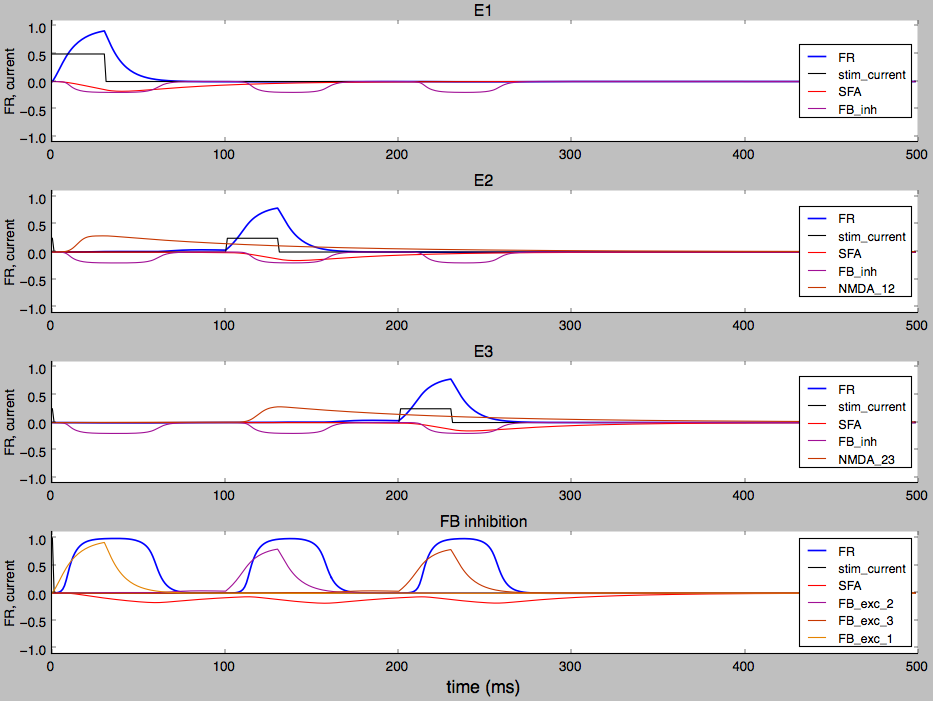 E1
FR, current
1.0
0.5
0.0
−0.5
−1.0
0 100 200 300 400 500
FR
stim_current
SFA
FB_inh
E2
FR, current
1.0
0.5
0.0
−0.5
−1.0
0 100 200 300 400 500
FR
stim_current
SFA
FB_inh
NMDA_12
E3
FR, current
1.0
0.5
0.0
−0.5
−1.0
0 100 200 300 400 500
FR
stim_current
SFA
FB_inh
NMDA_23
FB inhibition
FR, current
1.0
0.5
0.0
−0.5
−1.0
0 100 200 300 400 500
FR
stim_current
SFA
FB_exc_2
FB_exc_3
FB_exc_1
time (ms)